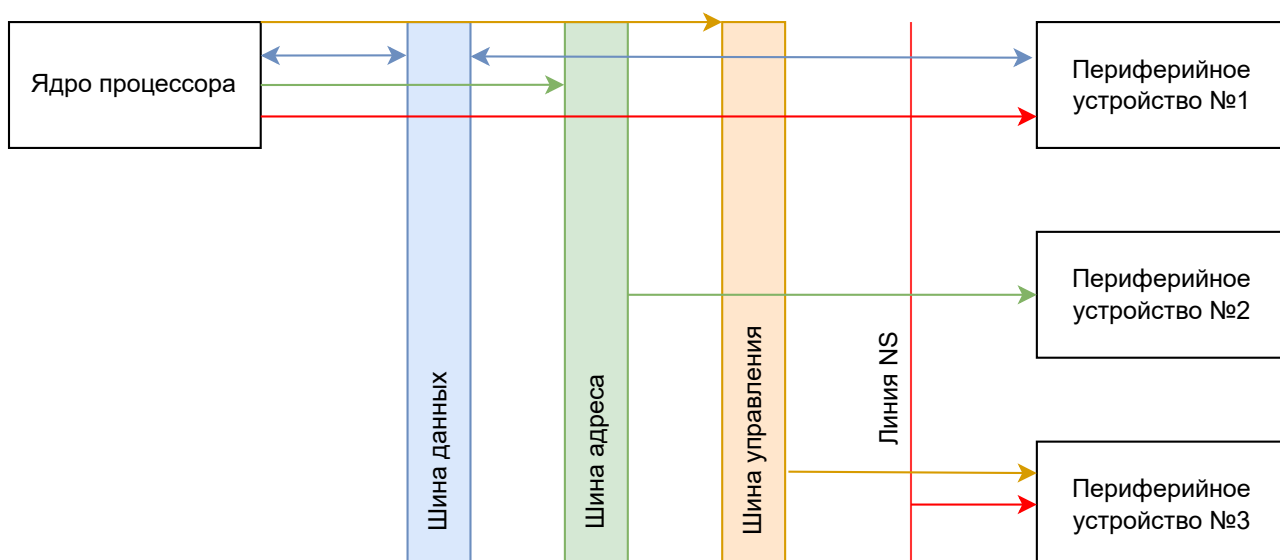 Ядро процессора
Периферийное
устройство №1
Периферийное
устройство №2
Шина данных
Шина адреса
Шина управления
Линия NS
Периферийное
устройство №3